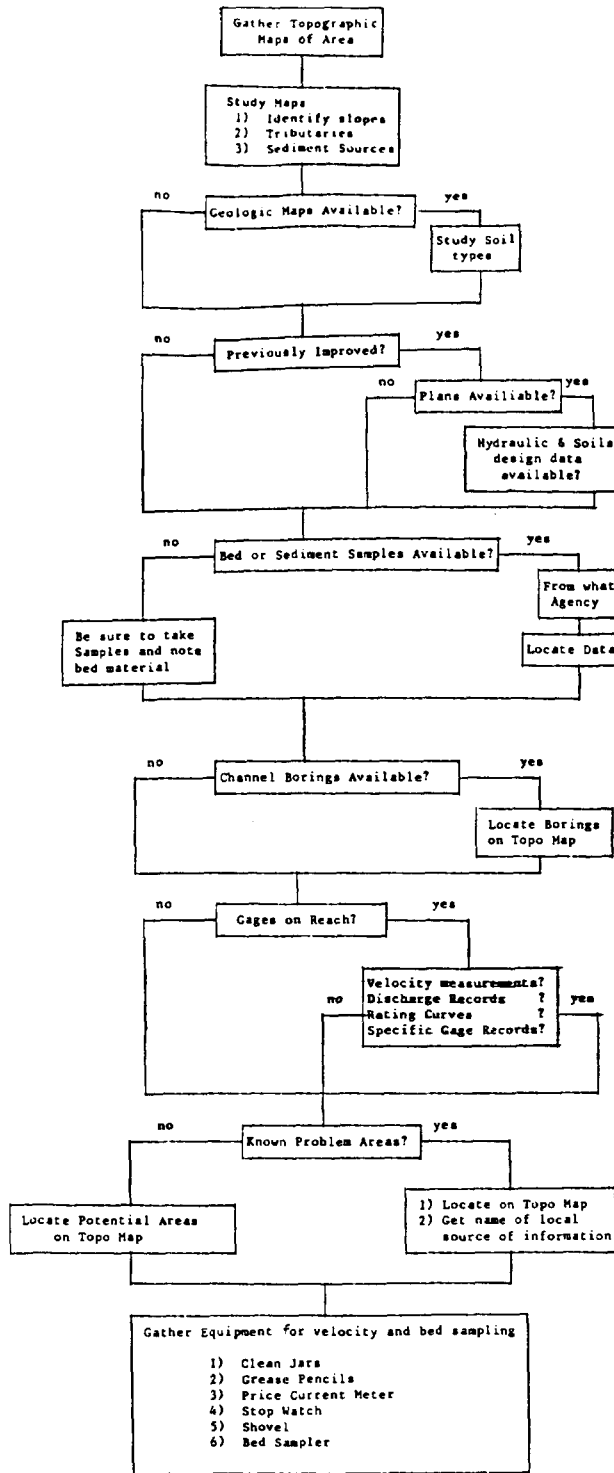 Gather Topographic
Maps of Area
Study Maps
1) Identify slopes
2) Tributaries
3) Sediment Sources
no
yes
Geologic Maps Available?
Study Soil
types
no
yes
Previously Improved?
no
yes
Plans Availiable?
Hydraulic & Soils
design data
available?
no
yes
Bed or Sediment Samples Available?
From what
Agency
Be sure to take
Samples and note
bed material
Locate Data
no
yes
Channel Borings Available?
Locate Borings
on Topo Map
no
yes
Gages on Reach?
Velocity measurements?
no
Discharge Records ?
yes
Rating Curves ?
Specific Gage Records?
no
yes
Known Problem Areas?
Locate Potential Areas
on Topo Map
1) Locate on Topo Map
2) Get name of local
source of information
Gather Equipment for velocity and bed sampling
1) Clean Jars
2) Grease Pencils
3) Price Current Meter
4) Stop Watch
5) Shovel
6) Bed Sampler